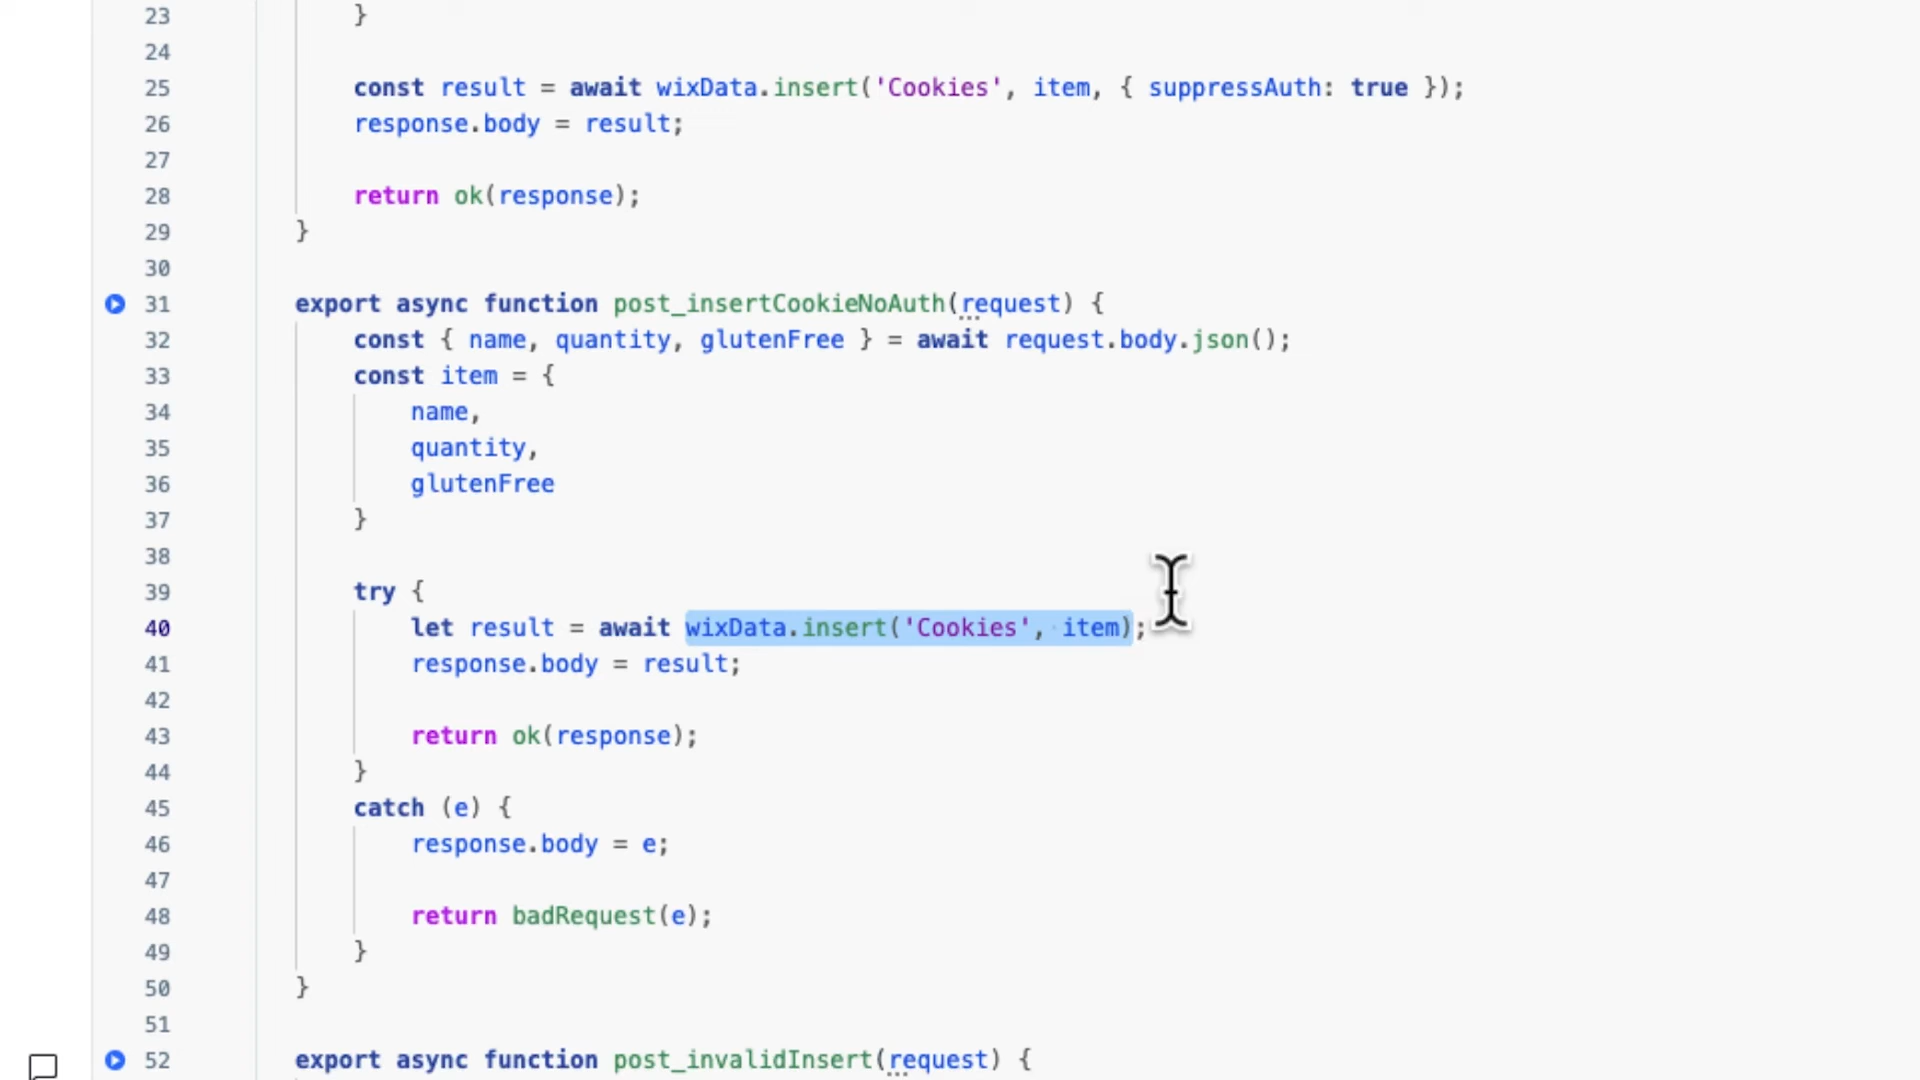 23 }
24
25 const result = await wixData.insert('Cookies', item, { suppressAuth: true });
26 response.body = result;
27
28 return ok(response);
29 }
30
31 export async function post_insertCookieNoAuth(request) {
32 const { name, quantity, glutenFree } = await request.body.json();
33 const item = {
34 name,
35 quantity,
36 glutenFree
37 }
38
39 try {
40 let result = await wixData.insert('Cookies', item);
41 response.body = result;
42
43 return ok(response);
44 }
45 catch (e) {
46 response.body = e;
47
48 return badRequest(e);
49 }
50 }
51
52 export async function post_invalidInsert(request) {